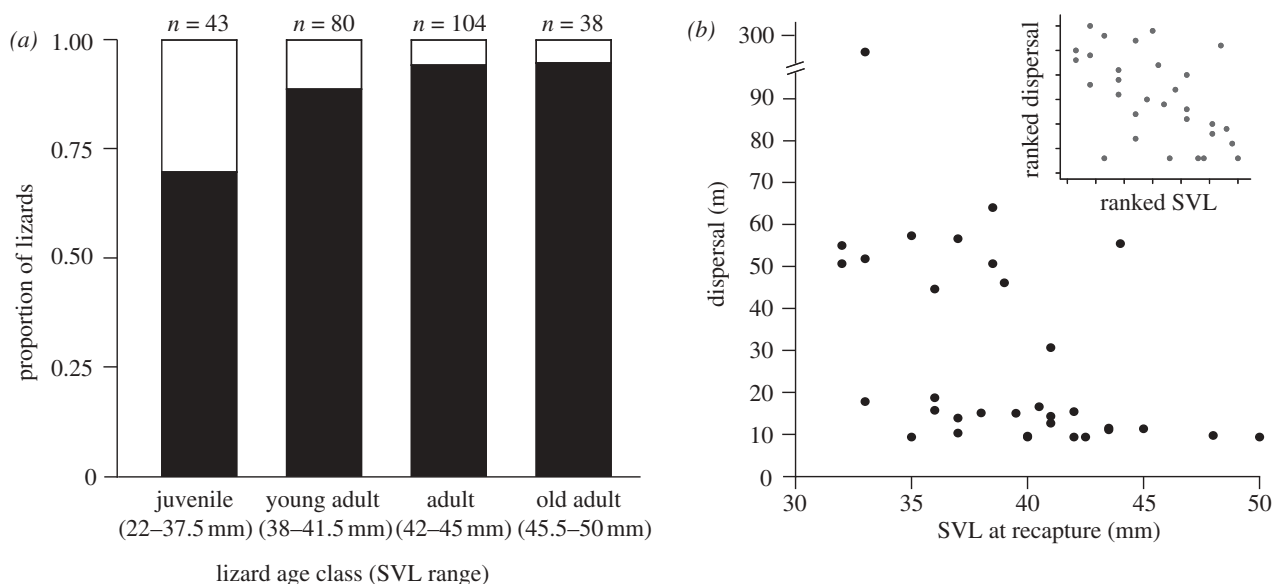 (a)
n = 43
n = 80
n = 104
n = 38
1.00
0.75
0.50
0.25
0
proportion of lizards
juvenile
(22–37.5 mm)
young adult
(38–41.5 mm)
adult
(42–45 mm)
old adult
(45.5–50 mm)
lizard age class (SVL range)
(b)
300
90
80
70
60
50
40
30
20
10
0
dispersal (m)
30
35
40
45
50
SVL at recapture (mm)
ranked dispersal
ranked SVL